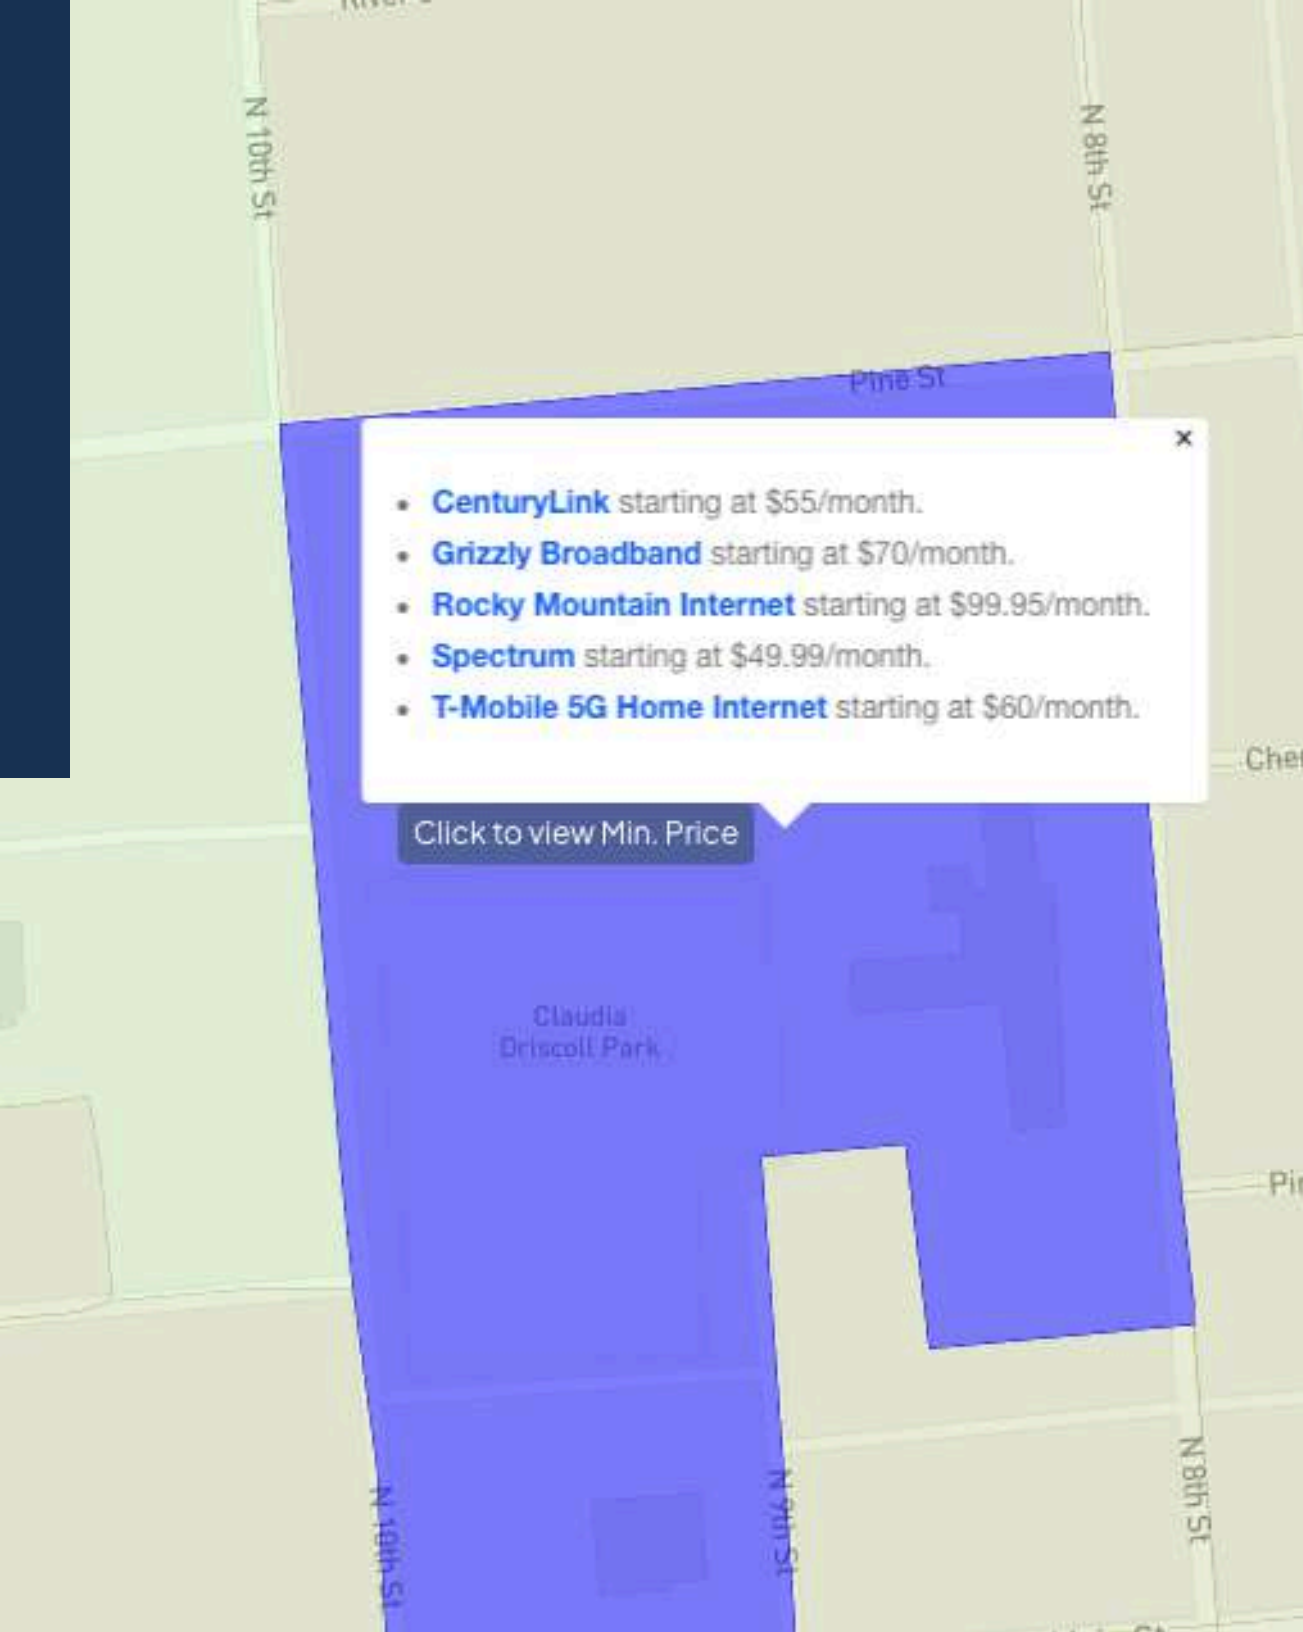 N 10th St
N 8th St
Pine St
×
• CenturyLink starting at $55/month.
• Grizzly Broadband starting at $70/month.
• Rocky Mountain Internet starting at $99.95/month.
• Spectrum starting at $49.99/month.
• T-Mobile 5G Home Internet starting at $60/month.
Click to view Min. Price
Claudia
Driscoll Park
N 10th St
N 9th St
N 8th St